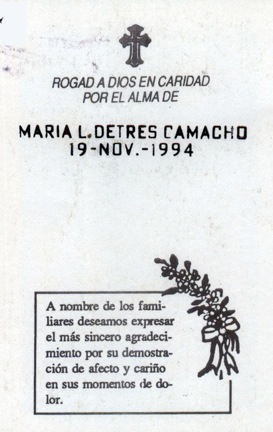 ROGAD A DIOS EN CARIDAD
POR EL ALMA DE
MARIA L. DETRES CAMACHO
19-NOV.-1994
A nombre de los fami-
liares deseamos expresar
el más sincero agradeci-
miento por su demostra-
ción de afecto y cariño
en sus momentos de do-
lor.